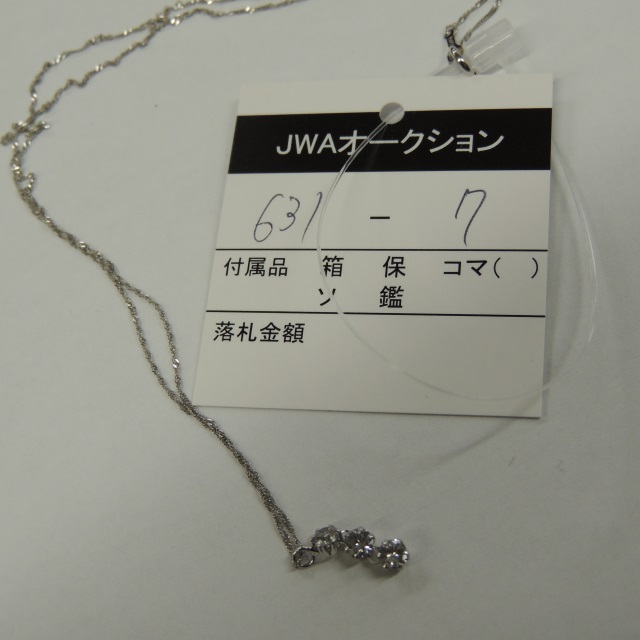 JWAオークション
631 － 7
付属品 箱 保 コマ( )
ソ 鑑
落札金額